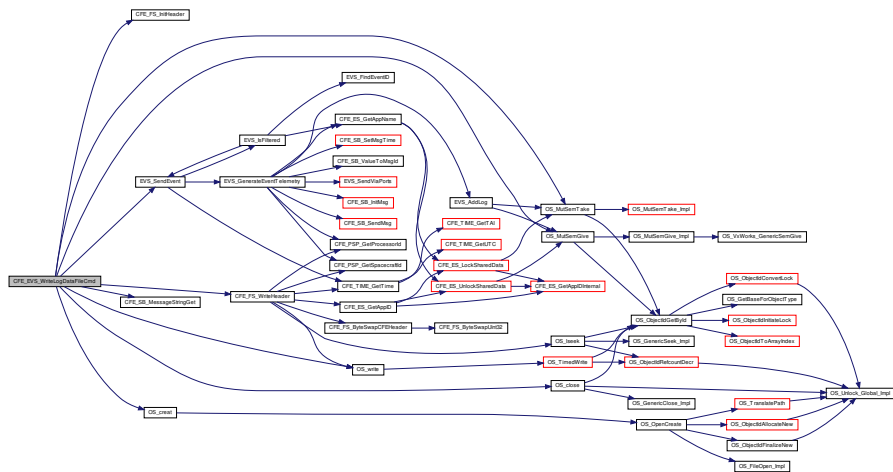 CFE_FS_InitHeader
EVS_FindEventID
CFE_ES_GetAppName
EVS_IsFiltered
CFE_SB_SetMsgTime
CFE_SB_ValueToMsgId
EVS_SendEvent
EVS_GenerateEventTelemetry
EVS_SendViaPorts
CFE_SB_InitMsg
EVS_AddLog
OS_MutSemTake
OS_MutSemTake_Impl
CFE_SB_SendMsg
CFE_TIME_GetTAI
OS_MutSemGive
OS_MutSemGive_Impl
OS_VxWorks_GenericSemGive
CFE_PSP_GetProcessorId
CFE_TIME_GetUTC
CFE_PSP_GetSpacecraftId
CFE_ES_LockSharedData
OS_ObjectIdConvertLock
CFE_EVS_WriteLogDataFileCmd
CFE_TIME_GetTime
CFE_ES_UnlockSharedData
CFE_ES_GetAppIDInternal
CFE_FS_WriteHeader
CFE_SB_MessageStringGet
OS_GetBaseForObjectType
CFE_ES_GetAppID
OS_ObjectIdGetById
OS_ObjectIdInitiateLock
CFE_FS_ByteSwapCFEHeader
CFE_FS_ByteSwapUint32
OS_ObjectIdToArrayIndex
OS_lseek
OS_GenericSeek_Impl
OS_write
OS_TimedWrite
OS_ObjectIdRefcountDecr
OS_close
OS_Unlock_Global_Impl
OS_GenericClose_Impl
OS_TranslatePath
OS_creat
OS_OpenCreate
OS_ObjectIdAllocateNew
OS_ObjectIdFinalizeNew
OS_FileOpen_Impl